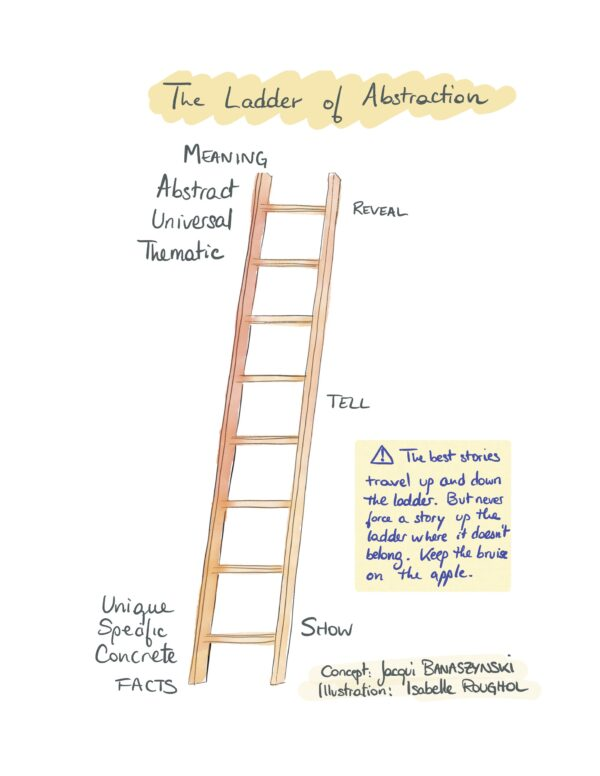 The Ladder of Abstraction
MEANING
Abstract
Universal
Thematic
REVEAL
TELL
⚠ The best stories
travel up and down
the ladder. But never
force a story up the
ladder where it doesn't
belong. Keep the bruise
on the apple.
Unique
Specific
Concrete
FACTS
SHOW
Concept: Jacqui BANASZYNSKI
Illustration: Isabelle ROUGHOL